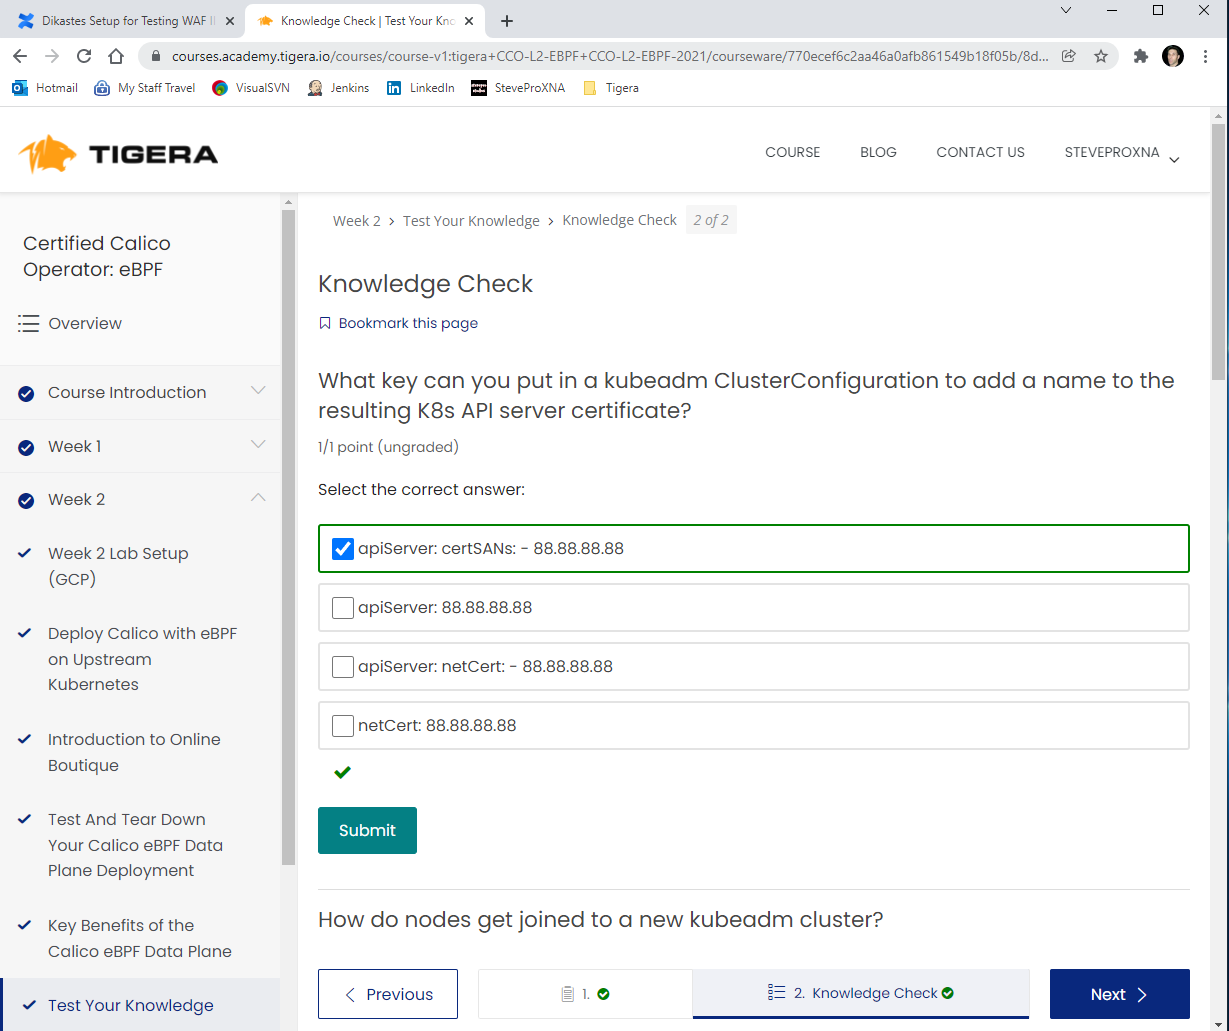 Dikastes Setup for Testing WAF
Knowledge Check | Test Your Kno
courses.academy.tigera.io/courses/course-v1:tigera+CCO-L2-EBPF+CCO-L2-EBPF-2021/courseware/770ecef6c2aa46a0afb861549b18f05b/8d...
Hotmail
My Staff Travel
VisualSVN
Jenkins
LinkedIn
SteveProXNA
Tigera
TIGERA
COURSE
BLOG
CONTACT US
STEVEPROXNA
Certified Calico
Operator: eBPF
Overview
Course Introduction
Week 1
Week 2
Week 2 Lab Setup
(GCP)
Deploy Calico with eBPF
on Upstream
Kubernetes
Introduction to Online
Boutique
Test And Tear Down
Your Calico eBPF Data
Plane Deployment
Key Benefits of the
Calico eBPF Data Plane
Test Your Knowledge
Week 2 > Test Your Knowledge > Knowledge Check 2 of 2
Knowledge Check
Bookmark this page
What key can you put in a kubeadm ClusterConfiguration to add a name to the
resulting K8s API server certificate?
1/1 point (ungraded)
Select the correct answer:
apiServer: certSANs: - 88.88.88.88
apiServer: 88.88.88.88
apiServer: netCert: - 88.88.88.88
netCert: 88.88.88.88
Submit
How do nodes get joined to a new kubeadm cluster?
Previous
1.
2. Knowledge Check
Next